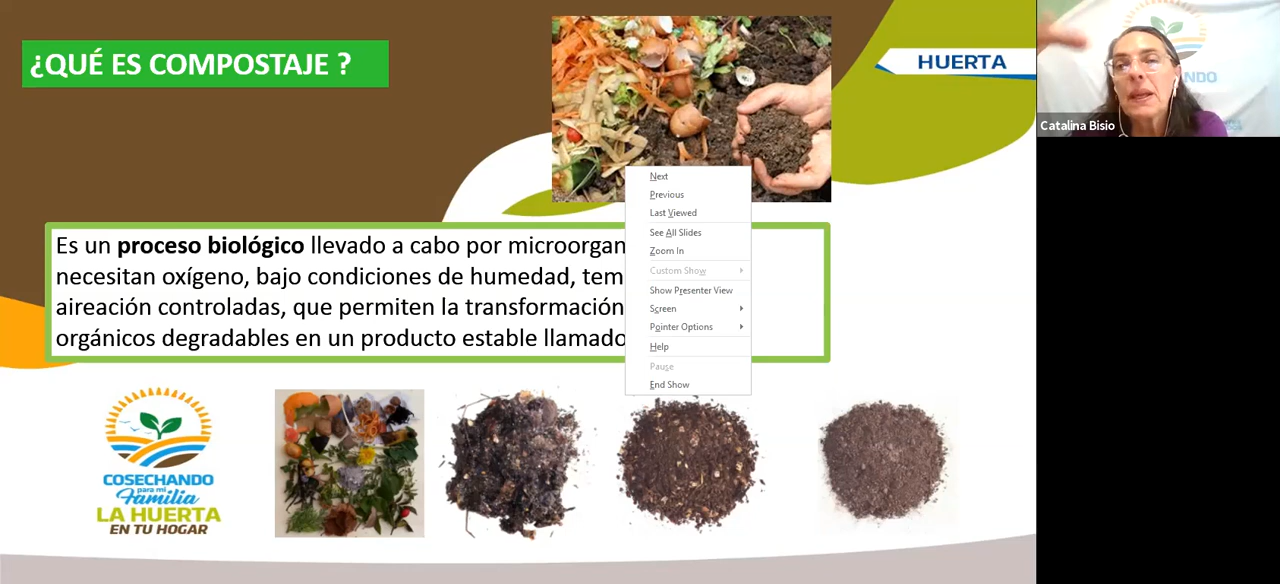 ¿QUÉ ES COMPOSTAJE ?
HUERTA
NDO
Catalina Bisio
Es un proceso biológico llevado a cabo por microorgan
necesitan oxígeno, bajo condiciones de humedad, tem
aireación controladas, que permiten la transformación
orgánicos degradables en un producto estable llamado
Next
Previous
Last Viewed
See All Slides
Zoom In
Custom Show
Show Presenter View
Screen
Pointer Options
Help
Pause
End Show
COSECHANDO
para mi
Familia
LA HUERTA
EN TU HOGAR